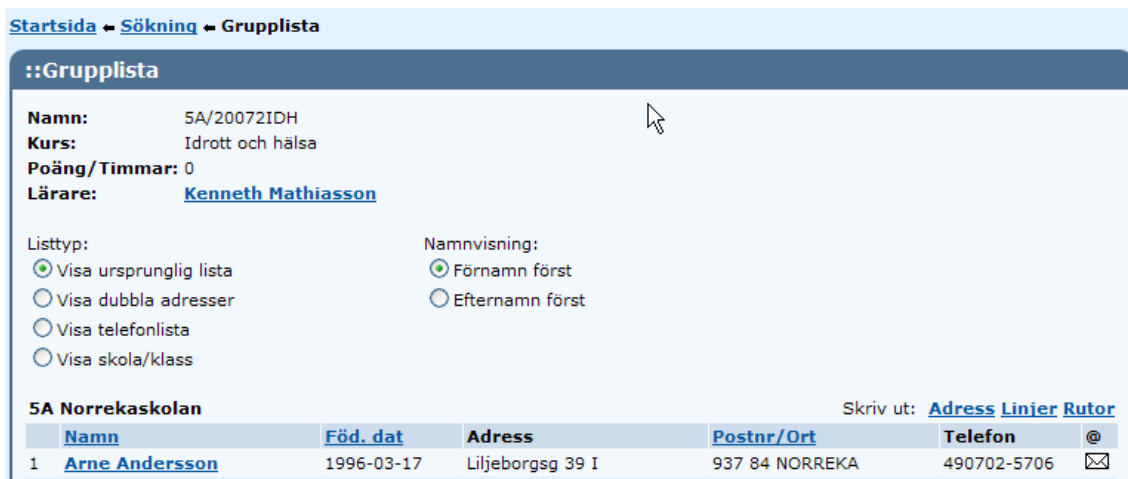 Startsida ← Sökning ← Grupplista
::Grupplista
Namn: 5A/20072IDH
Kurs: Idrott och hälsa
Poäng/Timmar: 0
Lärare: Kenneth Mathiasson
Listtyp: Namnvisning:
Visa ursprunglig lista Förnamn först
Visa dubbla adresser Efternamn först
Visa telefonlista
Visa skola/klass
5A Norrekaskolan Skriv ut: Adress Linjer Rutor
Namn Föd. dat Adress Postnr/Ort Telefon @
1 Arne Andersson 1996-03-17 Liljeborgsg 39 I 937 84 NORREKA 490702-5706